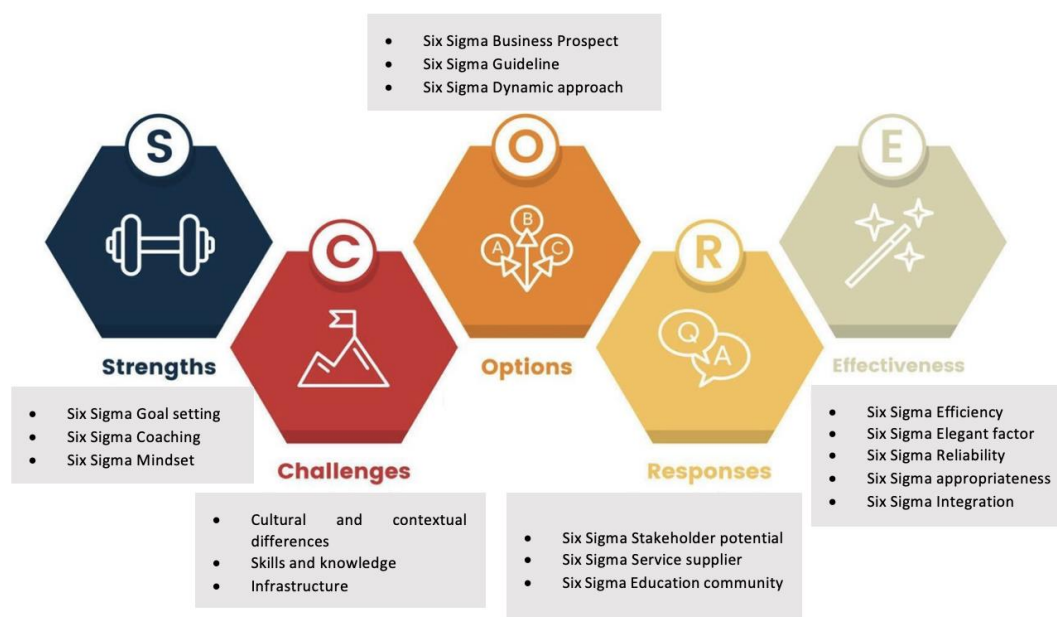 • Six Sigma Business Prospect
• Six Sigma Guideline
• Six Sigma Dynamic approach
S
O
E
C
R
A
B
C
Q
A
Strengths
Options
Effectiveness
• Six Sigma Goal setting
• Six Sigma Coaching
• Six Sigma Mindset
• Six Sigma Efficiency
• Six Sigma Elegant factor
• Six Sigma Reliability
• Six Sigma appropriateness
• Six Sigma Integration
Challenges
Responses
• Cultural and contextual
differences
• Skills and knowledge
• Infrastructure
• Six Sigma Stakeholder potential
• Six Sigma Service supplier
• Six Sigma Education community